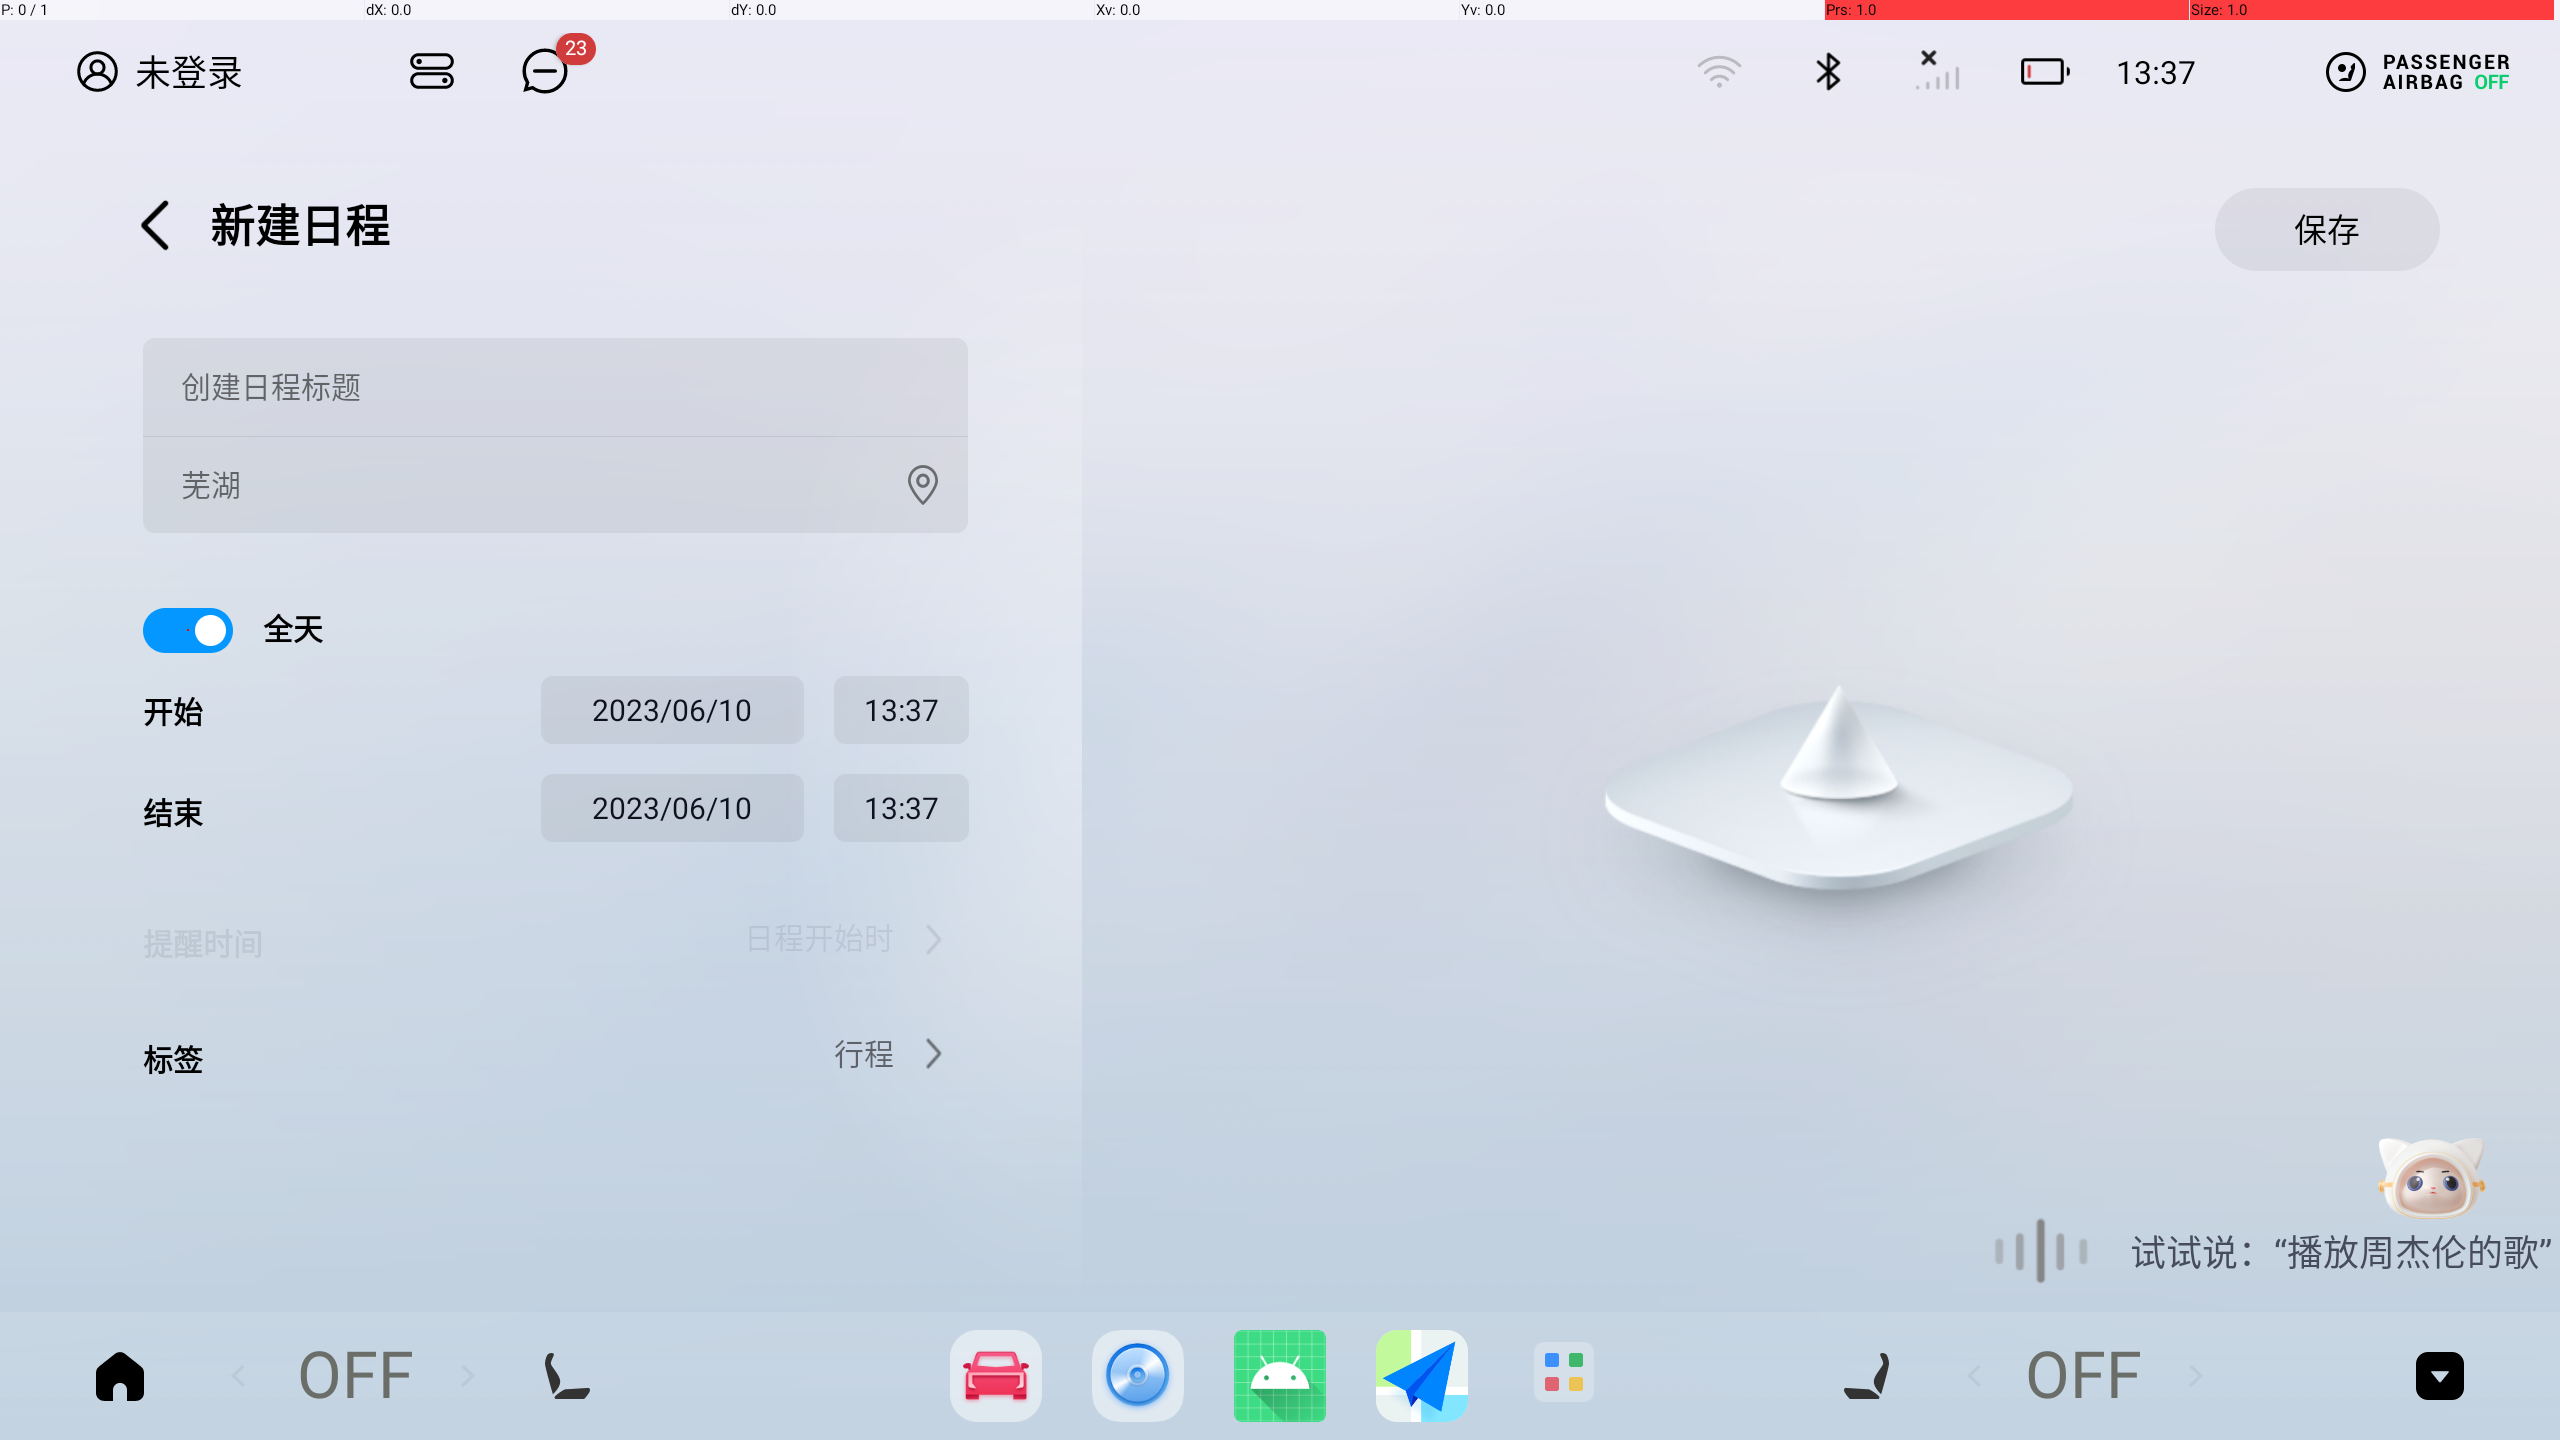 P: 0 / 1 dX: 0.0 dY: 0.0 Xv: 0.0 Yv: 0.0 Prs: 1.0 Size: 1.0
未登录 23 13:37 PASSENGER
AIRBAG OFF
新建日程 保存
创建日程标题
芜湖
全天
开始 2023/06/10 13:37
结束 2023/06/10 13:37
提醒时间 日程开始时
标签 行程
试试说：“播放周杰伦的歌”
OFF OFF